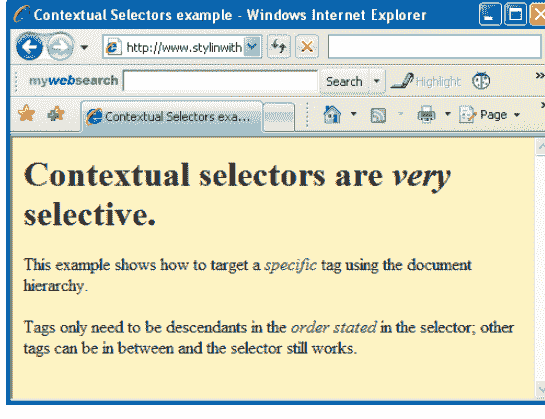 Contextual Selectors example - Windows Internet Explorer
http://www.stylinwith
mywebsearch Search Highlight »
Contextual Selectors exa... Page
Contextual selectors are very
selective.
This example shows how to target a specific tag using the document
hierarchy.
Tags only need to be descendants in the order stated in the selector; other
tags can be in between and the selector still works.